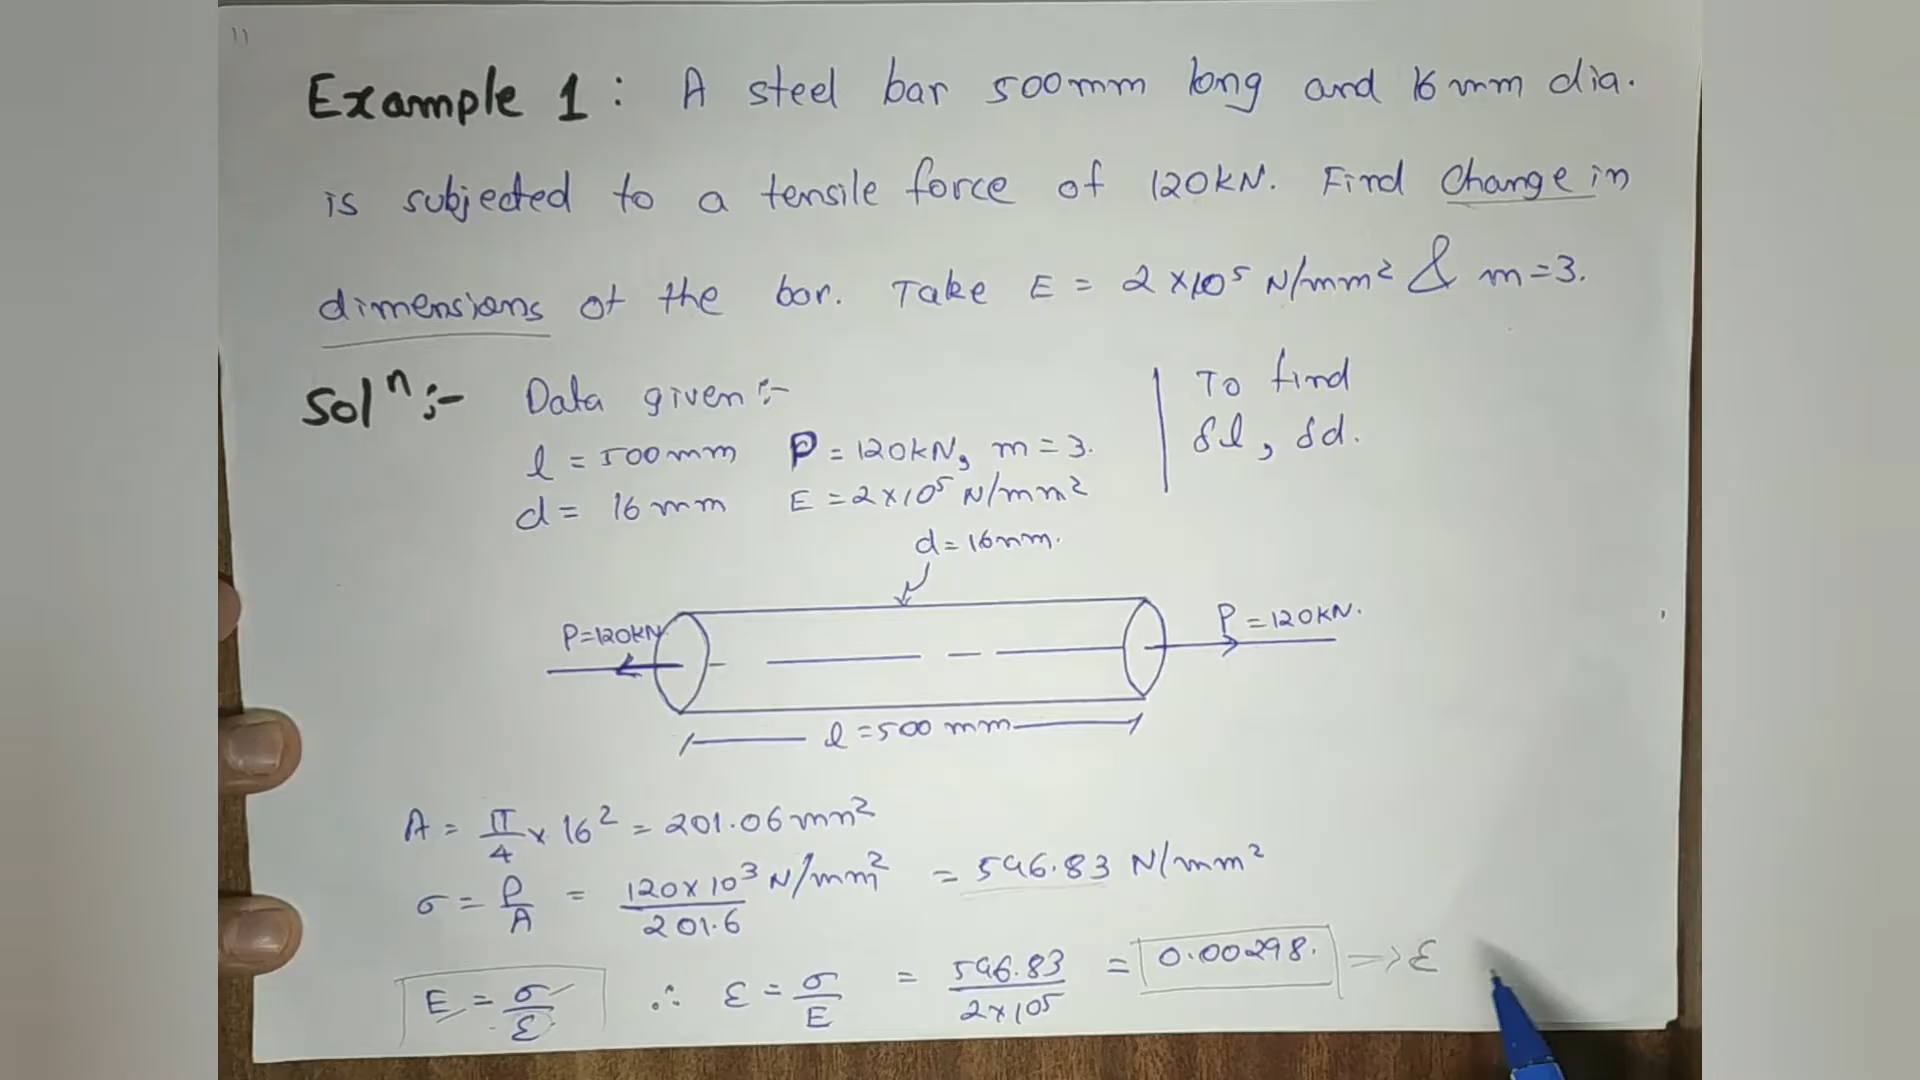 11
Example 1 : A steel bar 500mm long and 16 mm dia.
is subjected to a tensile force of 120kN. Find change in
dimensions of the bar. Take E = 2×10⁵ N/mm² & m=3.
Solⁿ :- Data given :-
l = 500mm P = 120kN, m = 3.
d = 16 mm E = 2×10⁵ N/mm²
To find
δl, δd.
d = 16mm.
P=120kN
P = 120kN.
l = 500 mm
A = π/4 × 16² = 201.06 mm²
σ = P/A = 120×10³/201.6 N/mm² = 596.83 N/mm²
E = σ/ε ∴ ε = σ/E = 596.83/2×10⁵ = 0.00298. → ε